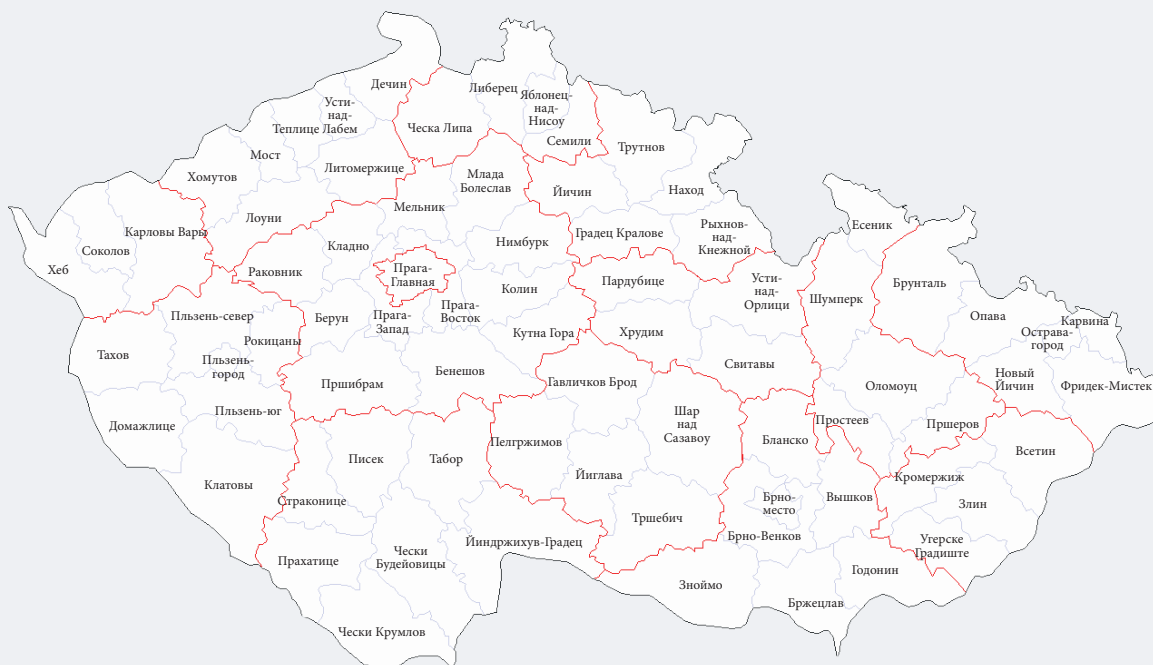 Дечин
Либерец
Усти-
над-
Лабем
Яблонец-
над-
Нисоу
Теплице
Ческа Липа
Семили
Трутнов
Мост
Литомержице
Млада
Болеслав
Хомутов
Йичин
Наход
Мельник
Лоуни
Карловы Вары
Соколов
Хеб
Кладно
Нимбурк
Градец Кралове
Рыхнов-
над-
Кнежной
Есеник
Раковник
Прага-
Главная
Колин
Пардубице
Усти-
над-
Орлици
Шумперк
Брунталь
Пльзень-север
Берун
Прага-
Запад
Прага-
Восток
Кутна Гора
Хрудим
Опава
Карвина
Острава-
город
Рокицаны
Тахов
Пльзень-
город
Пршибрам
Бенешов
Гавличков Брод
Свитавы
Оломоуц
Новый
Йичин
Фридек-Мистек
Пльзень-юг
Домажлице
Шар
над
Сазавоу
Простеев
Пршеров
Пелгржимов
Бланско
Всетин
Писек
Табор
Клатовы
Йиглава
Кромержиж
Страконице
Брно-
место
Вышков
Злин
Тршебич
Брно-Венков
Йиндржихув-Градец
Угерске
Градиште
Прахатице
Чески
Будейовицы
Годонин
Зноймо
Бржецлав
Чески Крумлов